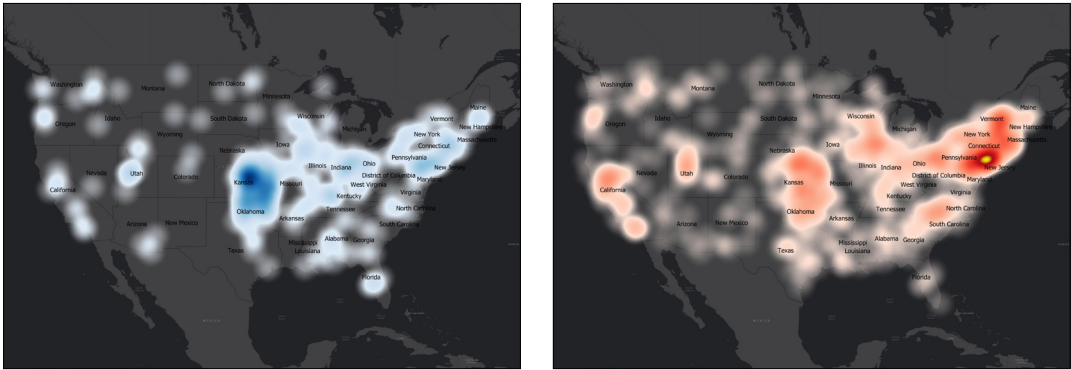 Washington
Montana
North Dakota
Minnesota
Maine
Oregon
Idaho
Wisconsin
Vermont
South Dakota
Michigan
New York
New Hampshire
Wyoming
Massachusetts
Nebraska
Iowa
Connecticut
Pennsylvania
Nevada
Utah
Colorado
Illinois
Indiana
Ohio
New Jersey
District of Columbia
Maryland
California
Kansas
Missouri
West Virginia
Virginia
Kentucky
Oklahoma
Tennessee
North Carolina
Arizona
New Mexico
Arkansas
South Carolina
Texas
Mississippi
Alabama
Georgia
Louisiana
Florida
MEXICO
Washington
Montana
North Dakota
Minnesota
Maine
Oregon
Idaho
Wisconsin
Vermont
South Dakota
Michigan
New York
New Hampshire
Wyoming
Massachusetts
Nebraska
Iowa
Connecticut
Pennsylvania
Nevada
Utah
Colorado
Illinois
Indiana
Ohio
New Jersey
District of Columbia
Maryland
California
Kansas
Missouri
West Virginia
Virginia
Kentucky
Oklahoma
Tennessee
North Carolina
Arizona
New Mexico
Arkansas
South Carolina
Texas
Mississippi
Alabama
Georgia
Louisiana
Florida
MEXICO